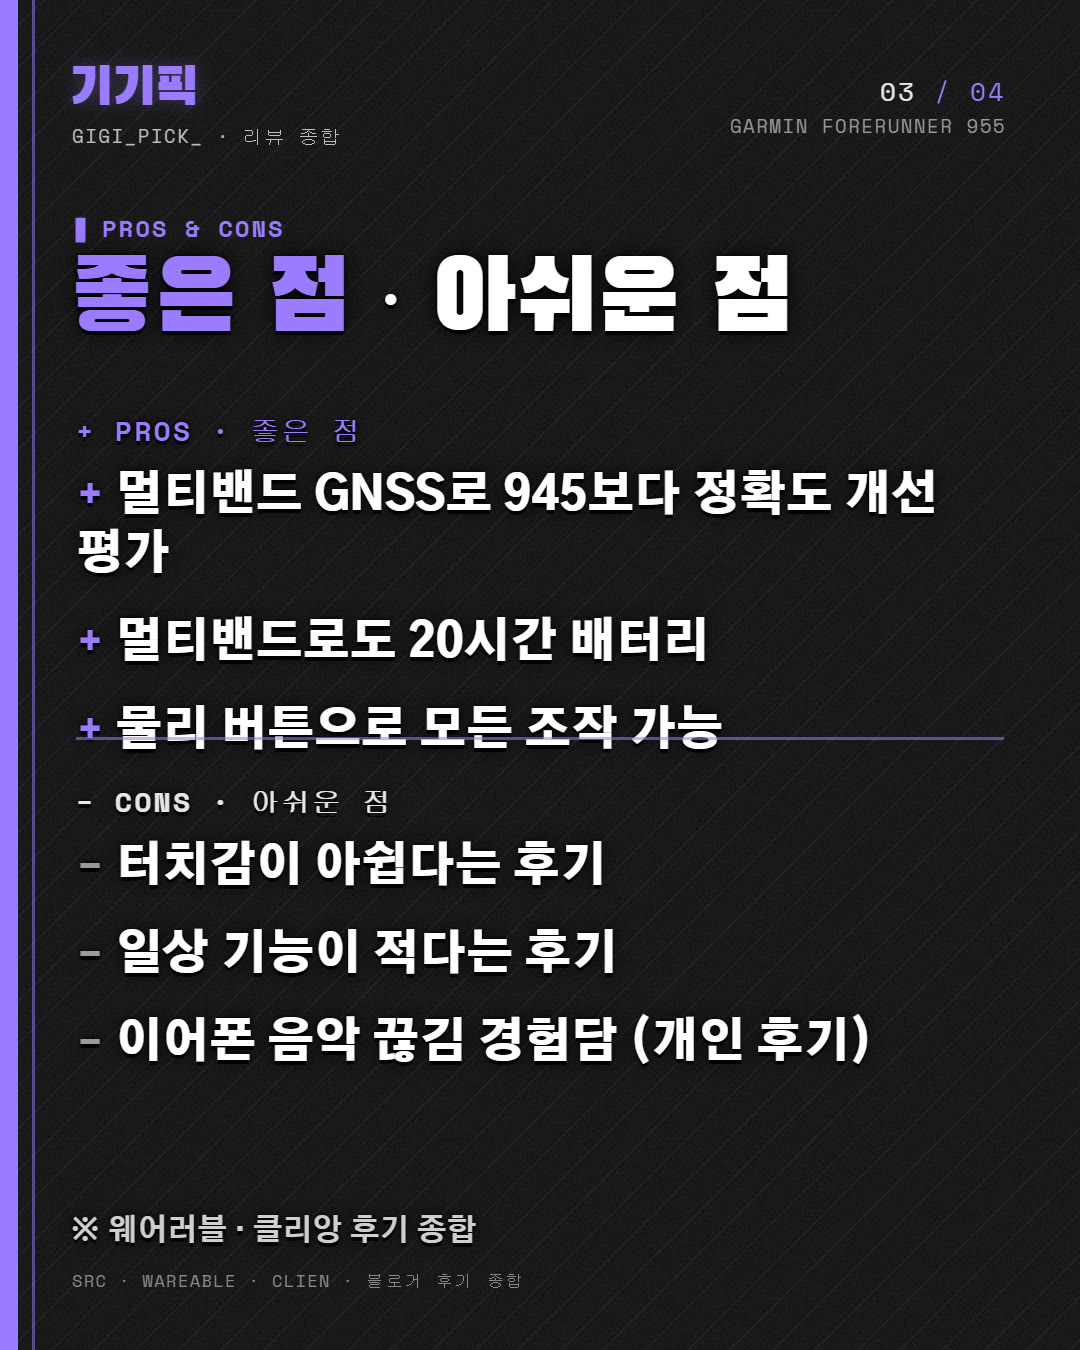 기기픽
GIGI_PICK_ · 리뷰 종합
03 / 04
GARMIN FORERUNNER 955
PROS & CONS
좋은 점 · 아쉬운 점
+ PROS · 좋은 점
+ 멀티밴드 GNSS로 945보다 정확도 개선
평가
+ 멀티밴드로도 20시간 배터리
+ 물리 버튼으로 모든 조작 가능
- CONS · 아쉬운 점
- 터치감이 아쉽다는 후기
- 일상 기능이 적다는 후기
- 이어폰 음악 끊김 경험담 (개인 후기)
※ 웨어러블 · 클리앙 후기 종합
SRC · WAREABLE · CLIEN · 블로거 후기 종합